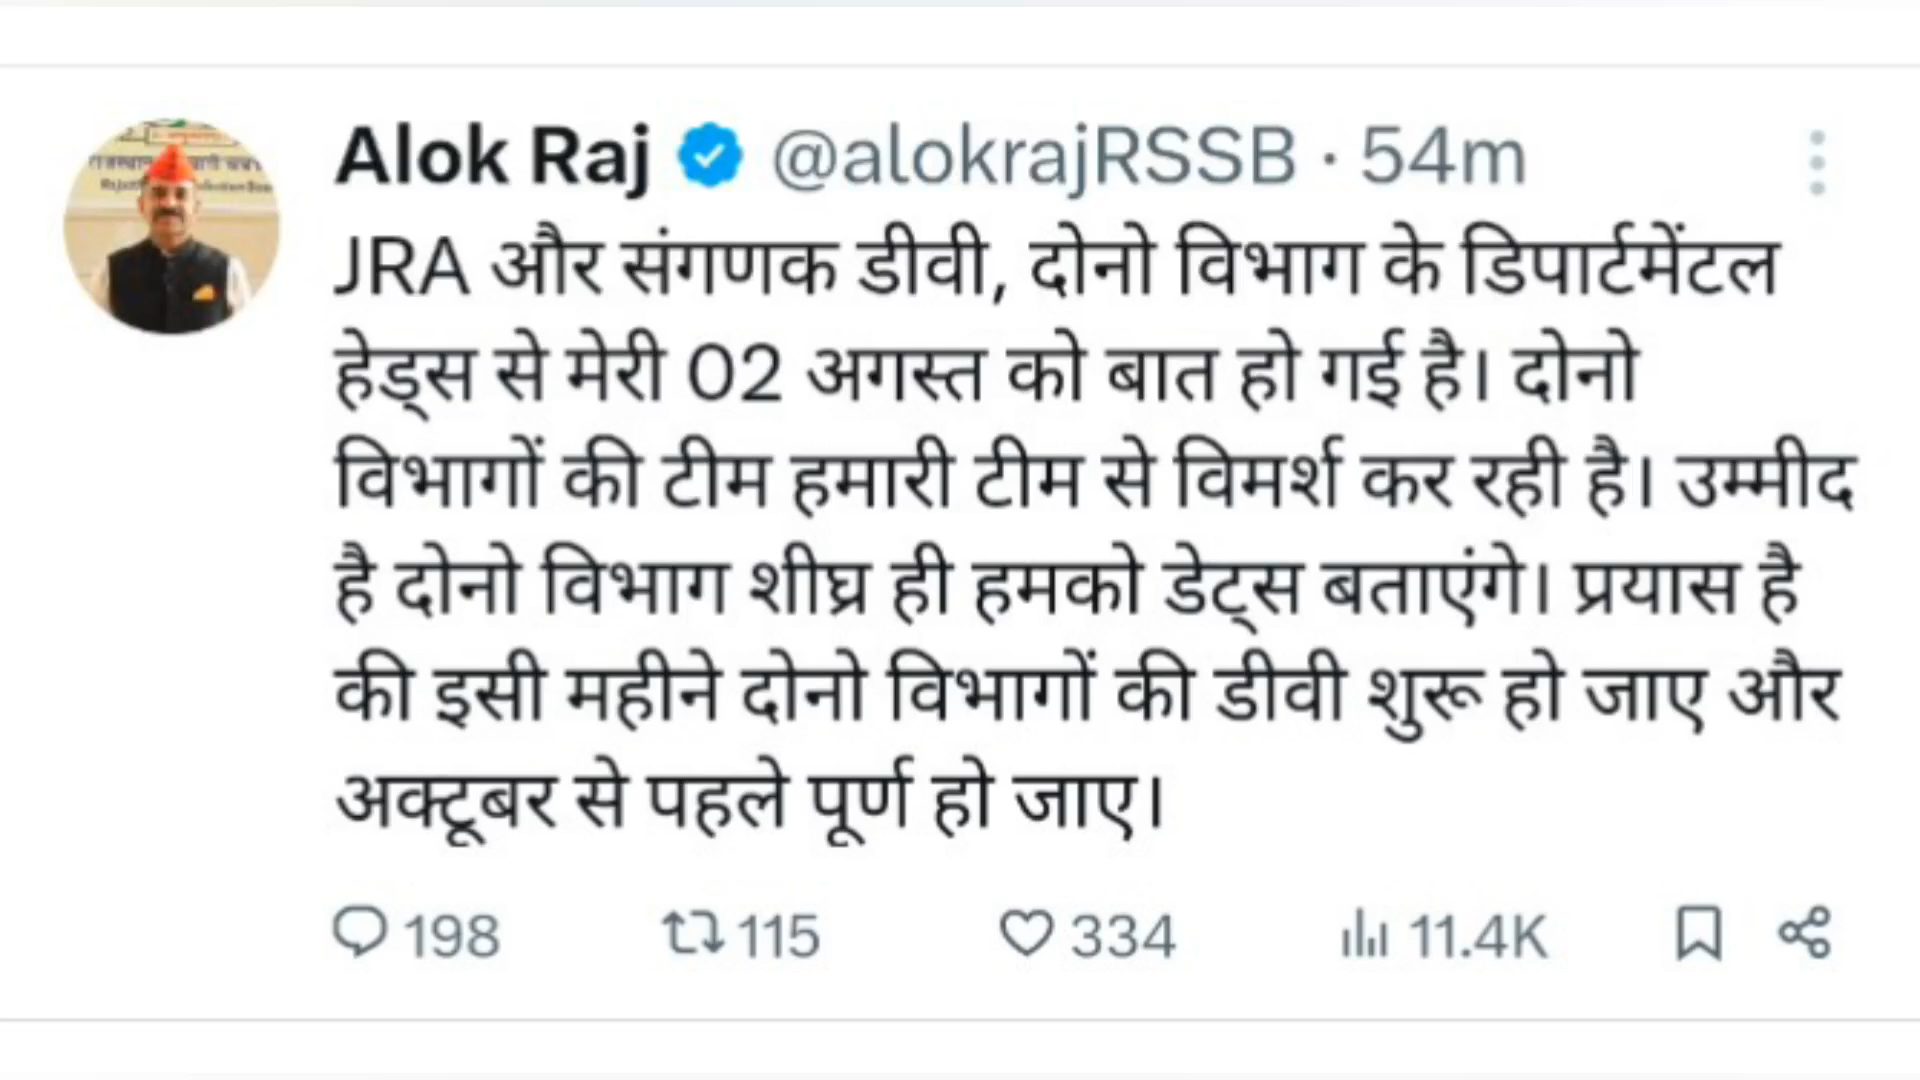 Alok Raj @alokrajRSSB · 54m
JRA और संगणक डीवी, दोनो विभाग के डिपार्टमेंटल
हेड्स से मेरी 02 अगस्त को बात हो गई है। दोनो
विभागों की टीम हमारी टीम से विमर्श कर रही है। उम्मीद
है दोनो विभाग शीघ्र ही हमको डेट्स बताएंगे। प्रयास है
की इसी महीने दोनो विभागों की डीवी शुरू हो जाए और
अक्टूबर से पहले पूर्ण हो जाए।
198 115 334 11.4K